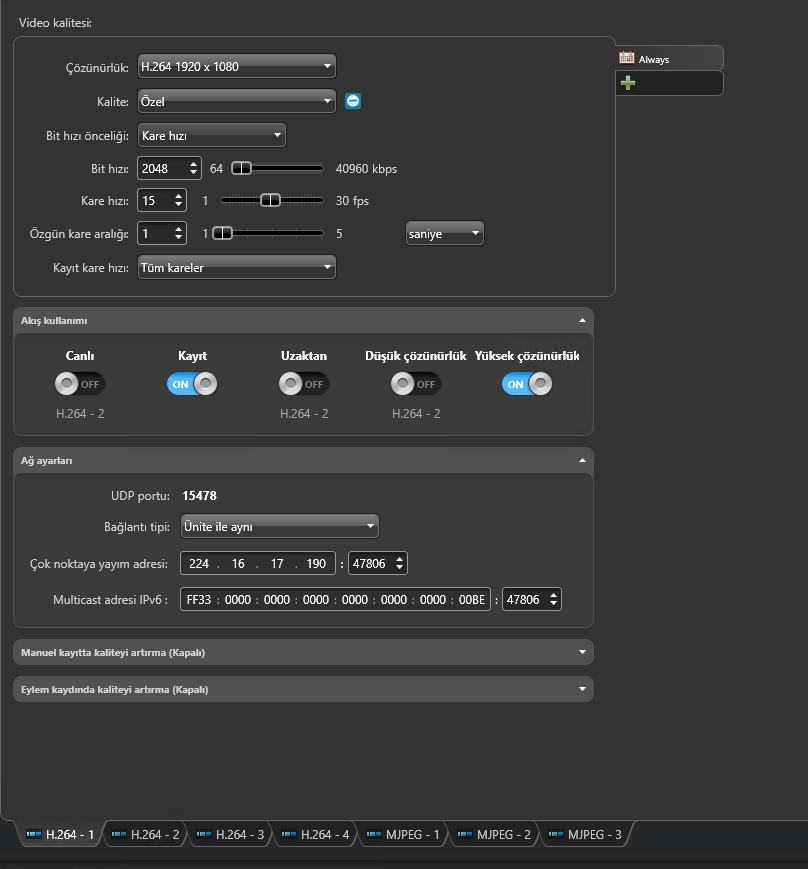 Video kalitesi:
Çözünürlük: H.264 1920 x 1080
Always
Kalite: Özel
Bit hızı önceliği: Kare hızı
Bit hızı: 2048 64 40960 kbps
Kare hızı: 15 1 30 fps
Özgün kare aralığı: 1 1 5 saniye
Kayıt kare hızı: Tüm kareler
Akış kullanımı
Canlı Kayıt Uzaktan Düşük çözünürlük Yüksek çözünürlük
OFF ON OFF OFF ON
H.264 - 2 H.264 - 2 H.264 - 2
Ağ ayarları
UDP portu: 15478
Bağlantı tipi: Ünite ile aynı
Çok noktaya yayım adresi: 224 . 16 . 17 . 190 : 47806
Multicast adresi IPv6 : FF33 : 0000 : 0000 : 0000 : 0000 : 0000 : 0000 : 00BE : 47806
Manuel kayıtta kaliteyi artırma (Kapalı)
Eylem kaydında kaliteyi artırma (Kapalı)
H.264 - 1 H.264 - 2 H.264 - 3 H.264 - 4 MJPEG - 1 MJPEG - 2 MJPEG - 3